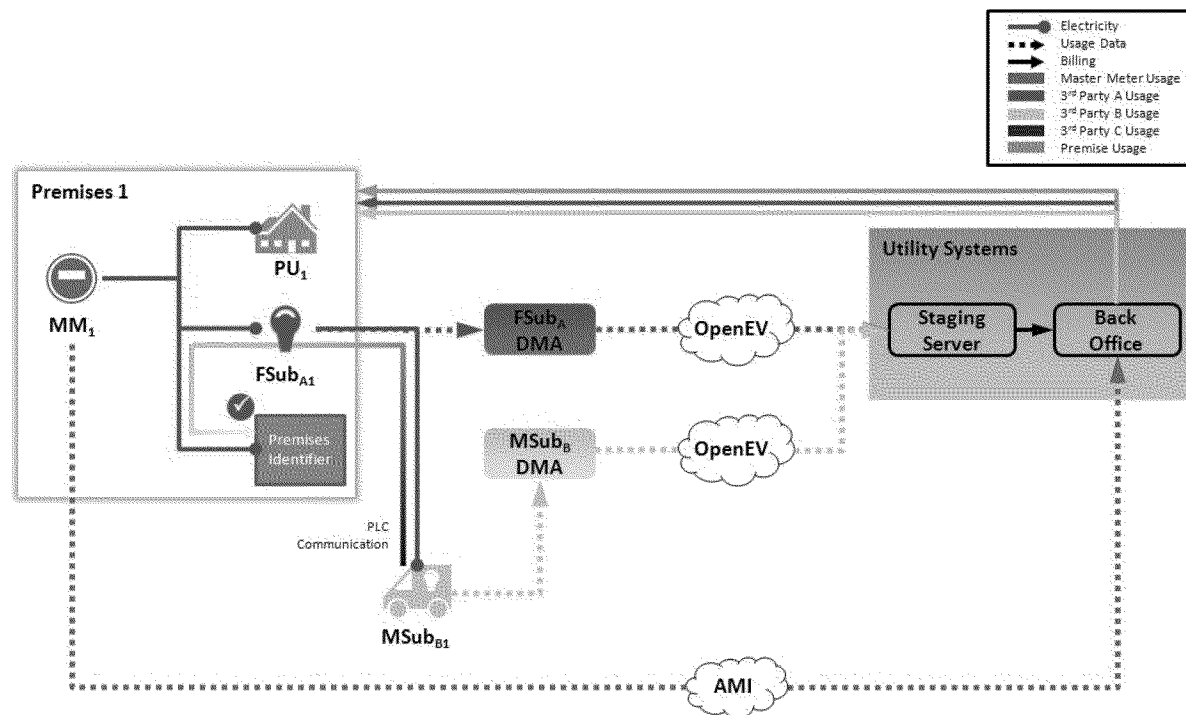 Electricity
Usage Data
Billing
Master Meter Usage
3rd Party A Usage
3rd Party B Usage
3rd Party C Usage
Premise Usage
Premises 1
PU1
MM1
FSubA1
Premises
Identifier
PLC
Communication
MSubB1
FSubA
DMA
MSubB
DMA
OpenEV
OpenEV
Utility Systems
Staging
Server
Back
Office
AMI